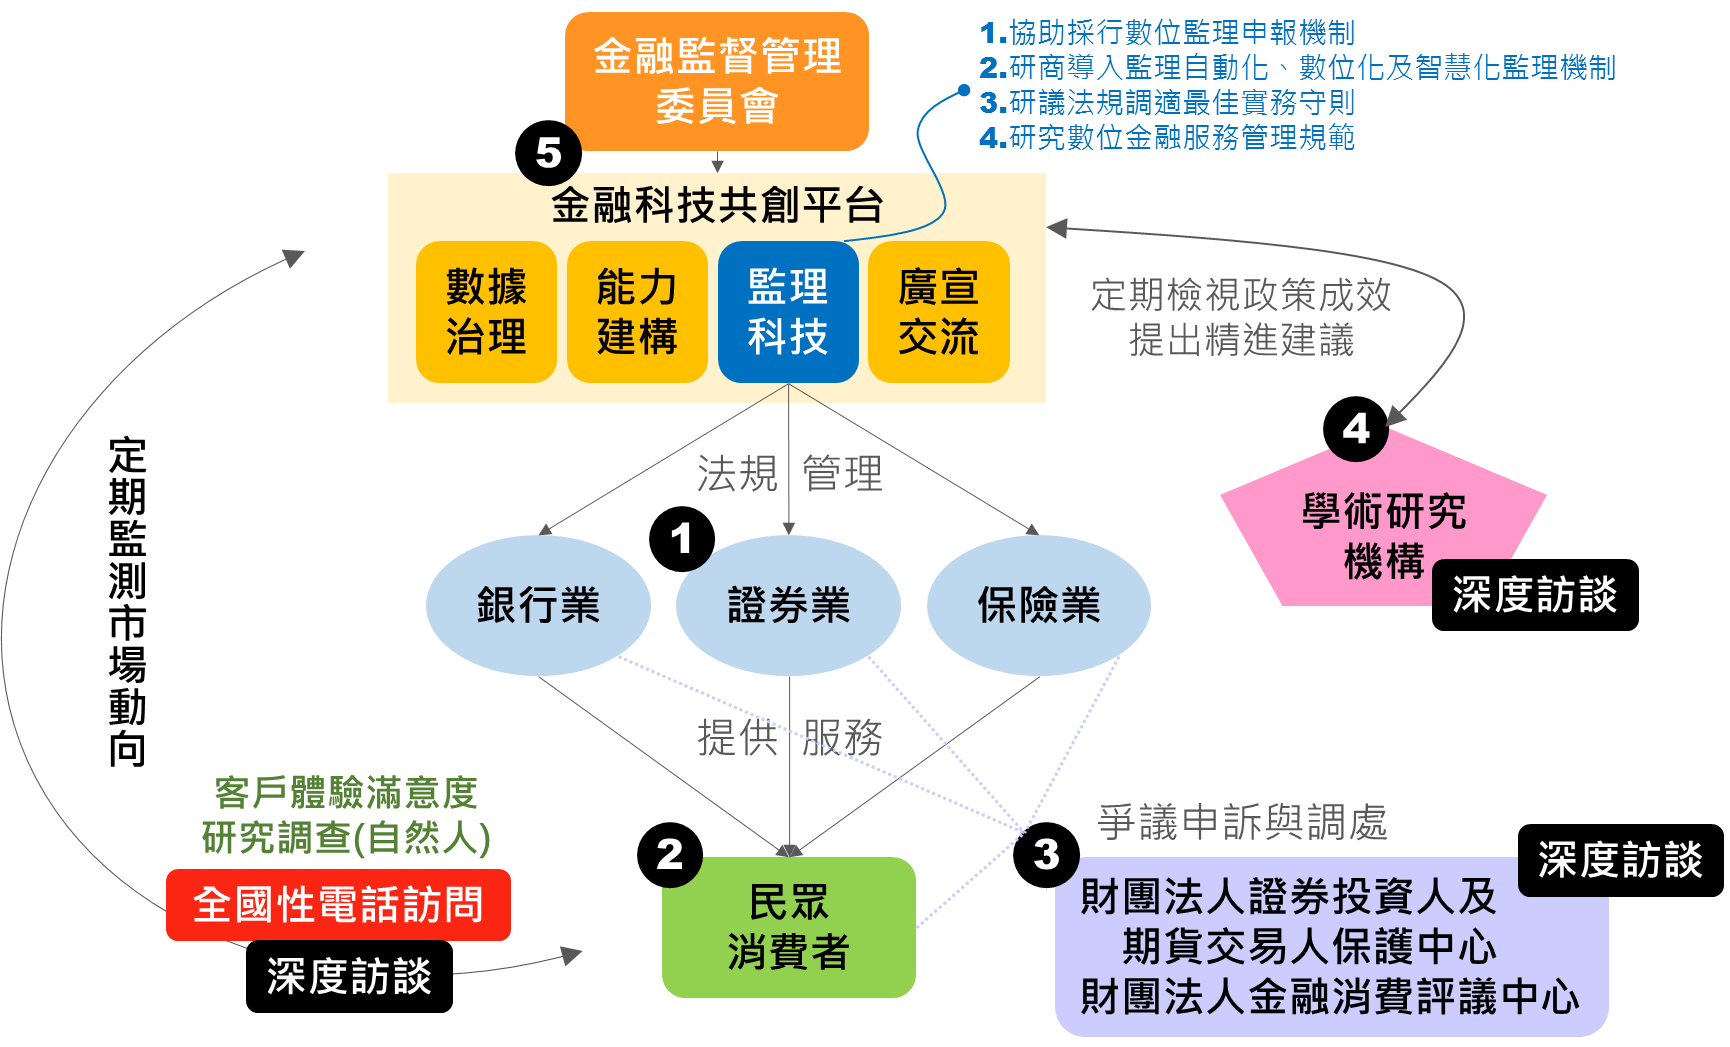 金融監督管理
委員會
1.協助採行數位監理申報機制
2.研商導入監理自動化、數位化及智慧化監理機制
3.研議法規調適最佳實務守則
4.研究數位金融服務管理規範
5
金融科技共創平台
數據
治理
能力
建構
監理
科技
廣宣
交流
定期檢視政策成效
提出精進建議
4
學術研究
機構
深度訪談
法規 管理
1
銀行業
證券業
保險業
定期監測市場動向
提供 服務
客戶體驗滿意度
研究調查(自然人)
全國性電話訪問
深度訪談
2
民眾
消費者
爭議申訴與調處
3
深度訪談
財團法人證券投資人及
期貨交易人保護中心
財團法人金融消費評議中心